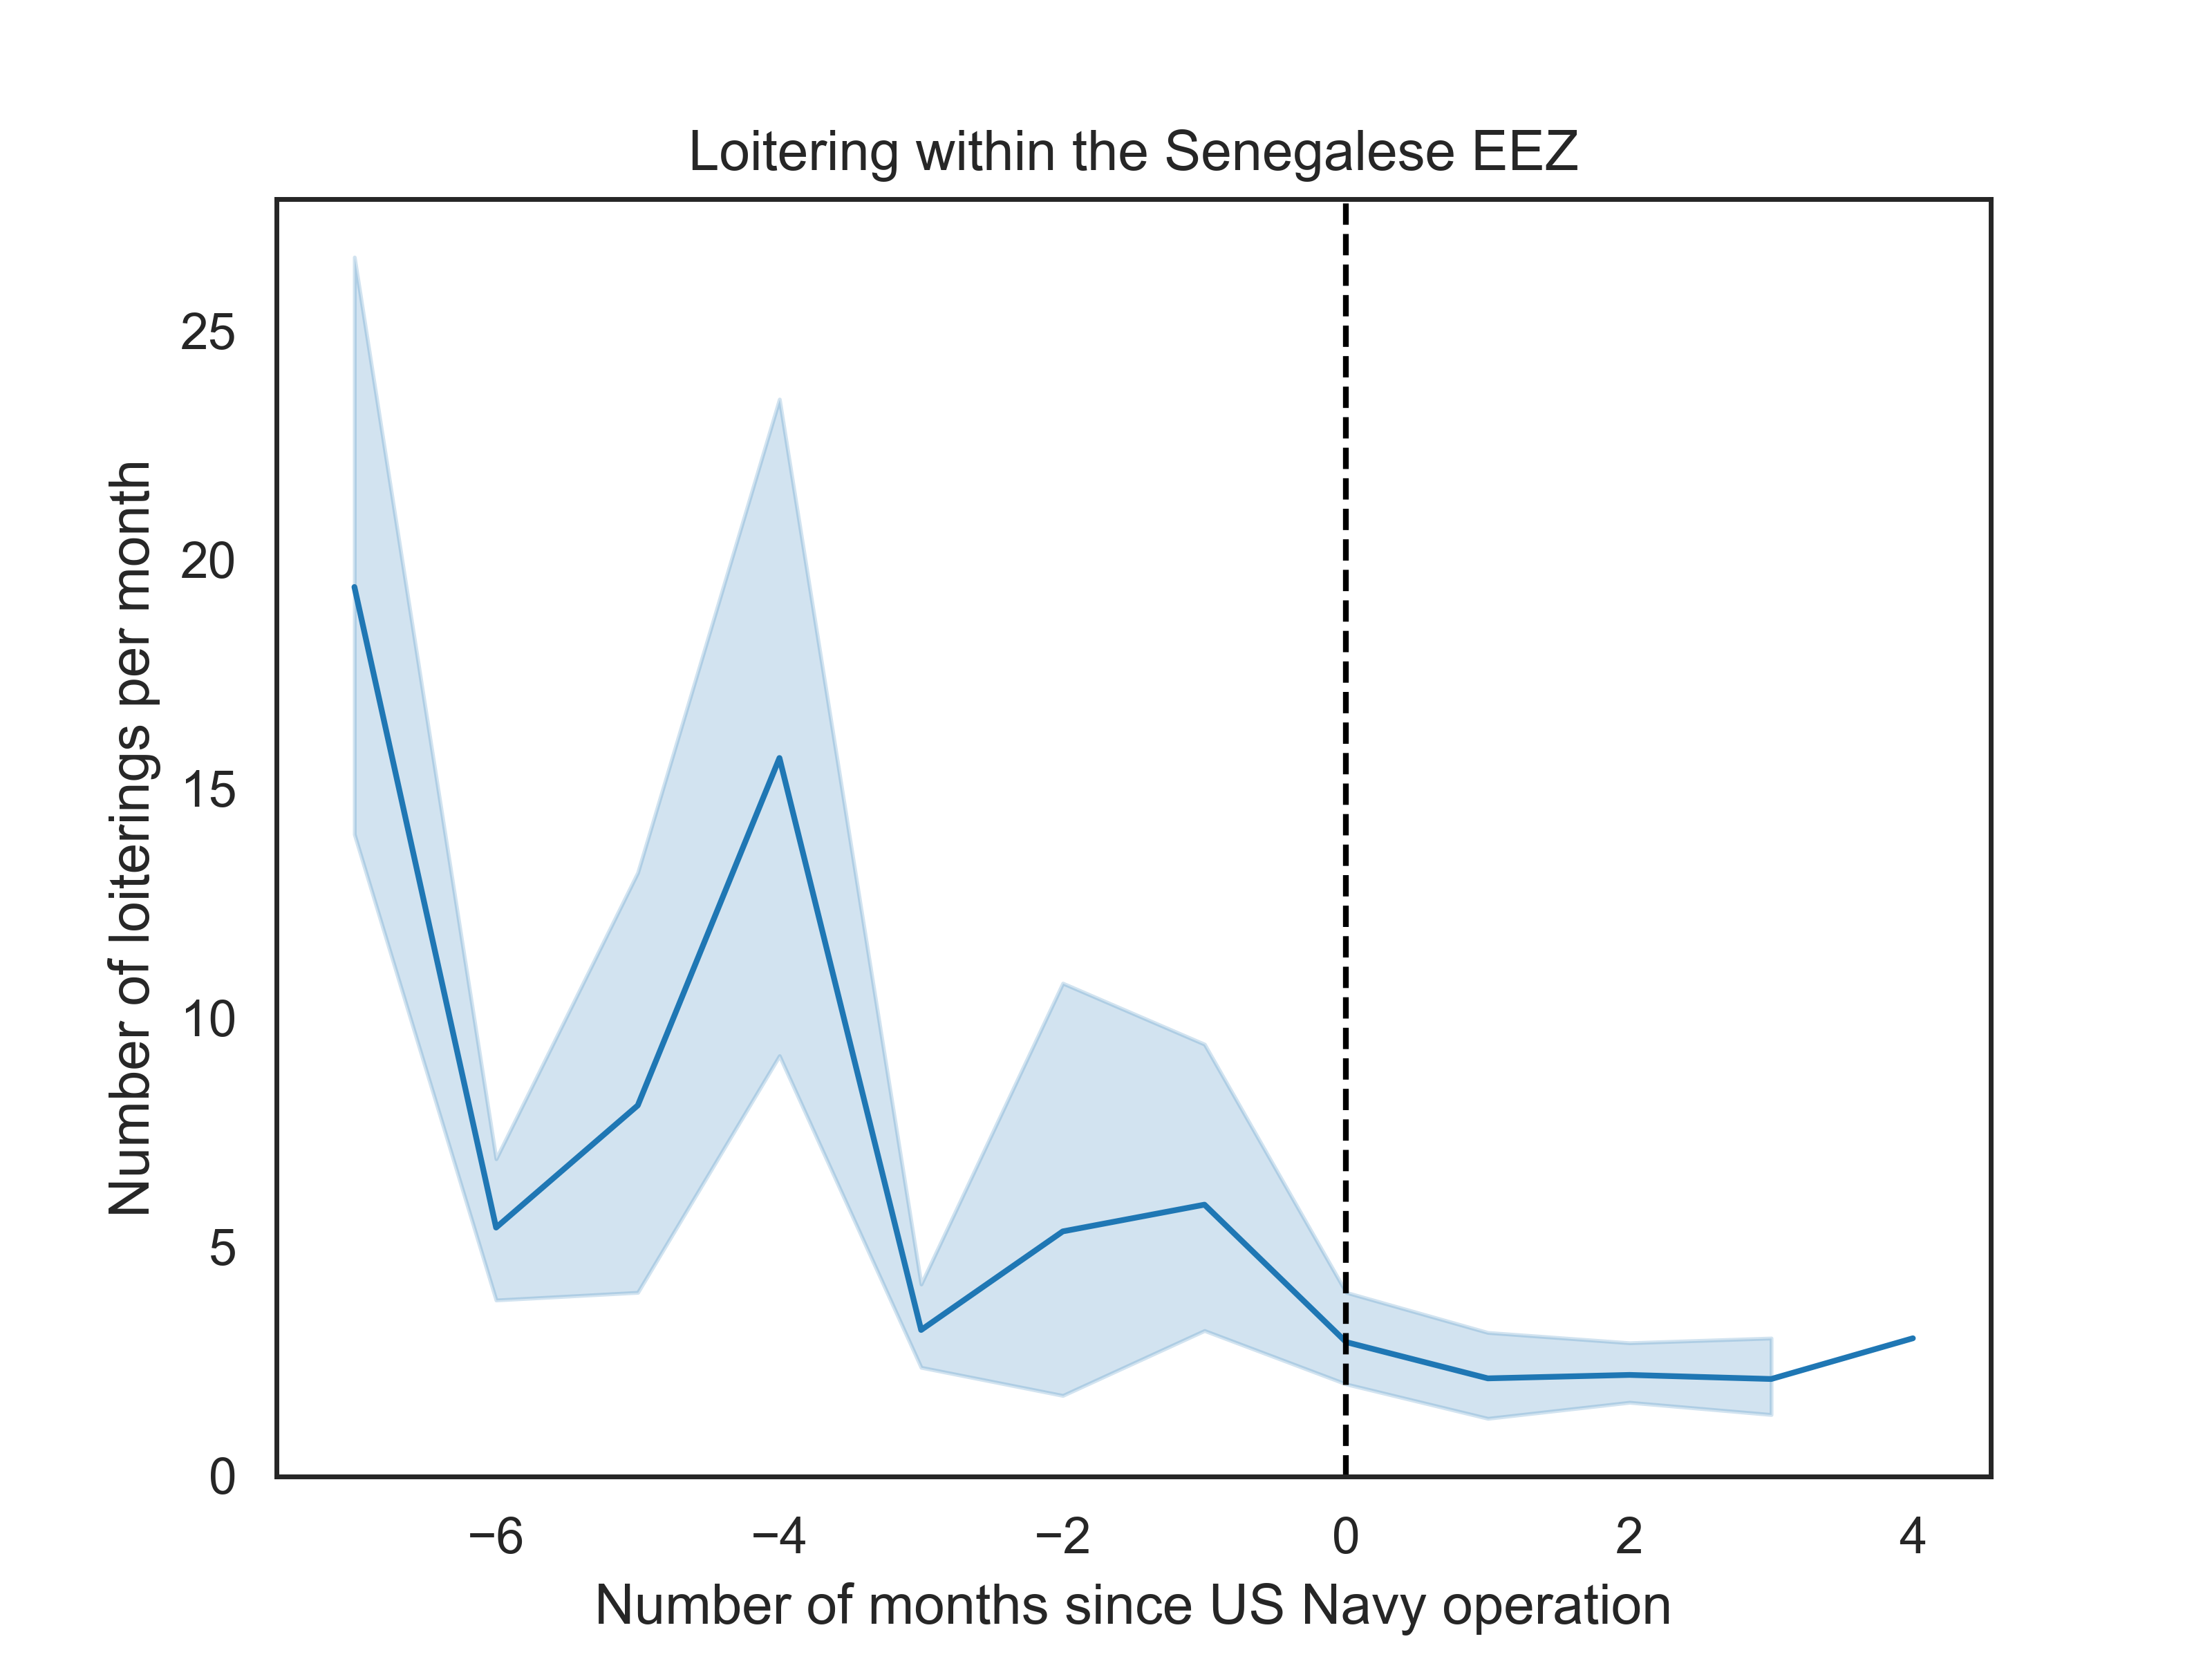 Loitering within the Senegalese EEZ
Number of loiterings per month
25
20
15
10
5
0
−6 −4 −2 0 2 4
Number of months since US Navy operation